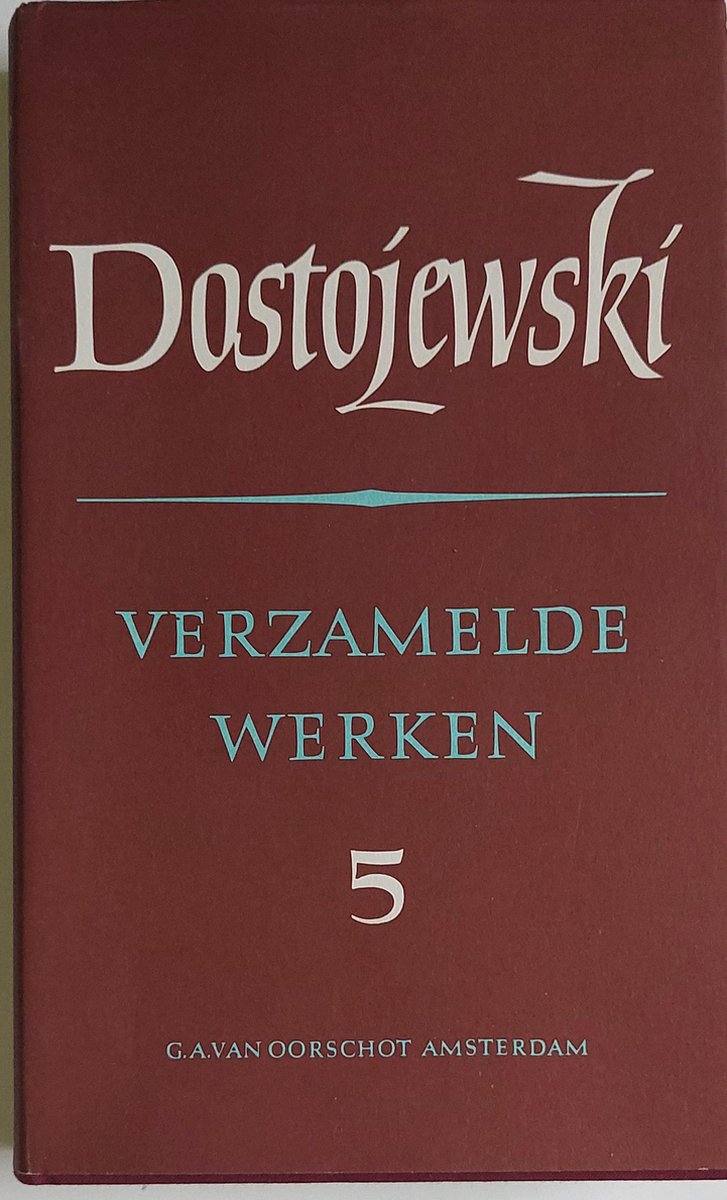 Dostojewski
VERZAMELDE
WERKEN
5
G.A.VAN OORSCHOT AMSTERDAM